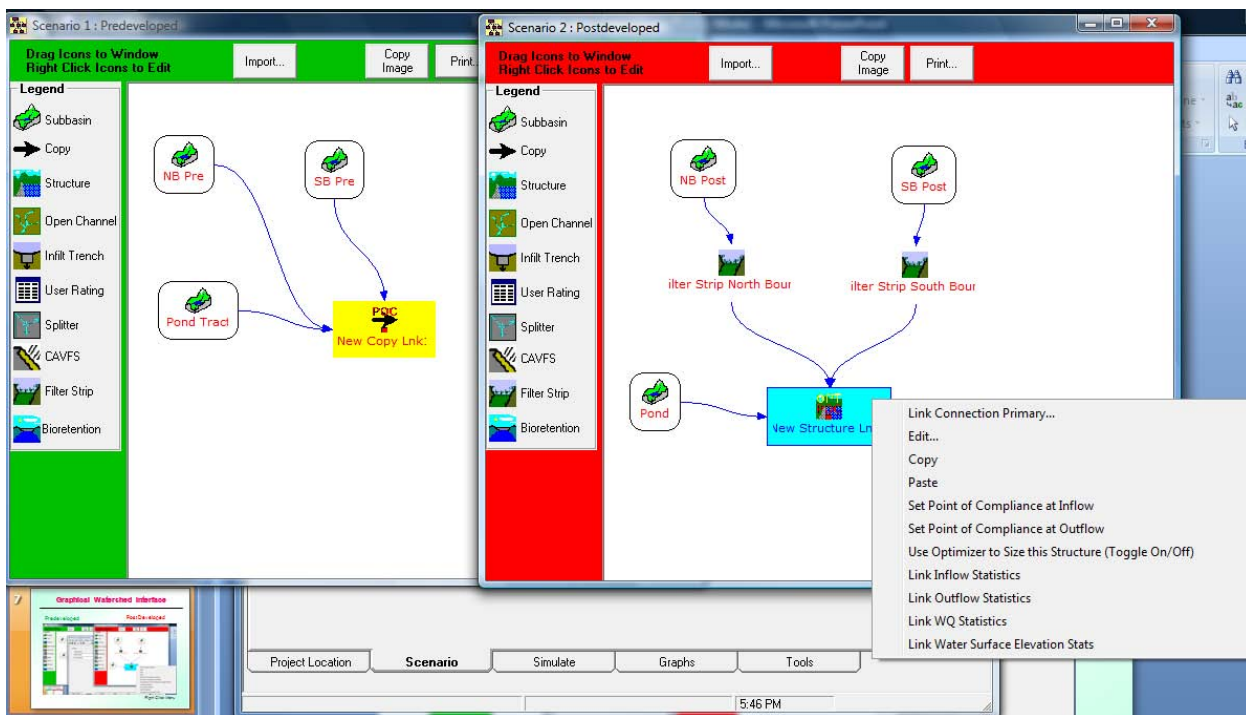 Scenario 1 : Predeveloped
Drag Icons to Window
Right Click Icons to Edit
Import...
Copy
Image
Print..
Legend
Subbasin
Copy
Structure
Open Channel
Infilt Trench
User Rating
Splitter
CAVFS
Filter Strip
Bioretention
NB Pre
SB Pre
Pond Tract
POC
New Copy Lnk:
Scenario 2 : Postdeveloped
Drag Icons to Window
Right Click Icons to Edit
Import...
Copy
Image
Print...
Legend
Subbasin
Copy
Structure
Open Channel
Infilt Trench
User Rating
Splitter
CAVFS
Filter Strip
Bioretention
NB Post
SB Post
ilter Strip North Bour
ilter Strip South Bour
Pond
New Structure Ln
Link Connection Primary...
Edit...
Copy
Paste
Set Point of Compliance at Inflow
Set Point of Compliance at Outflow
Use Optimizer to Size this Structure (Toggle On/Off)
Link Inflow Statistics
Link Outflow Statistics
Link WQ Statistics
Link Water Surface Elevation Stats
7
Graphical Watershed Interface
Predeveloped
PostDeveloped
Project Location
Scenario
Simulate
Graphs
Tools
5:46 PM